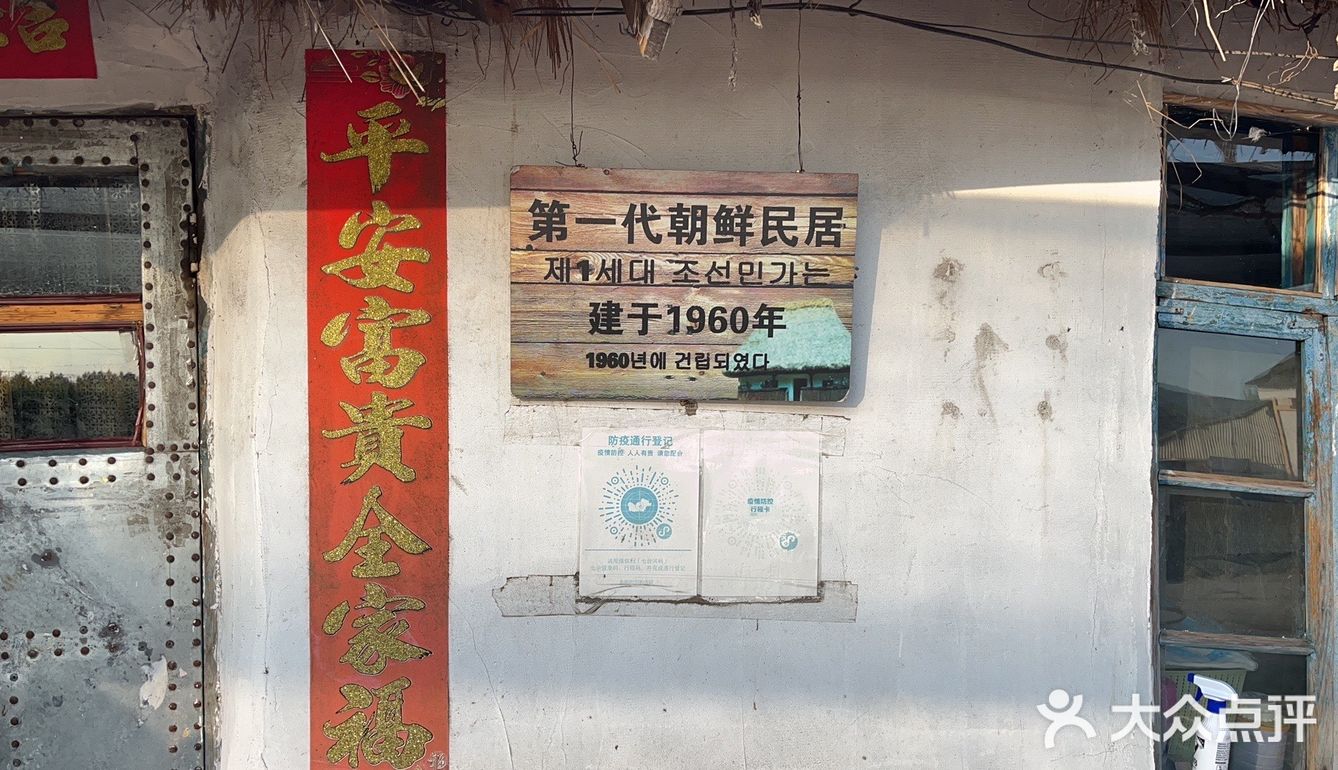 平安富贵全家福
第一代朝鲜民居
제1세대 조선민가는
建于1960年
1960년에 건립되였다
防疫通行登记
疫情防控 人人有责 请您配合
疫情防控
行程卡
大众点评